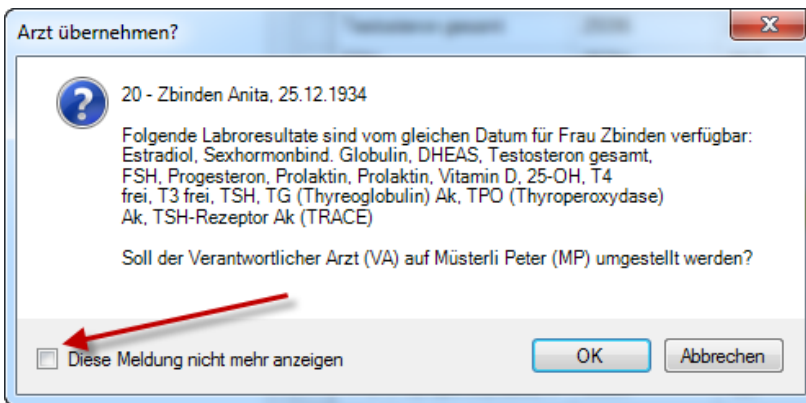 Arzt übernehmen?
20 - Zbinden Anita, 25.12.1934
Folgende Labroresultate sind vom gleichen Datum für Frau Zbinden verfügbar:
Estradiol, Sexhormonbind. Globulin, DHEAS, Testosteron gesamt,
FSH, Progesteron, Prolaktin, Prolaktin, Vitamin D, 25-OH, T4
frei, T3 frei, TSH, TG (Thyreoglobulin) Ak, TPO (Thyroperoxydase)
Ak, TSH-Rezeptor Ak (TRACE)
Soll der Verantwortlicher Arzt (VA) auf Müsterli Peter (MP) umgestellt werden?
Diese Meldung nicht mehr anzeigen
OK
Abbrechen